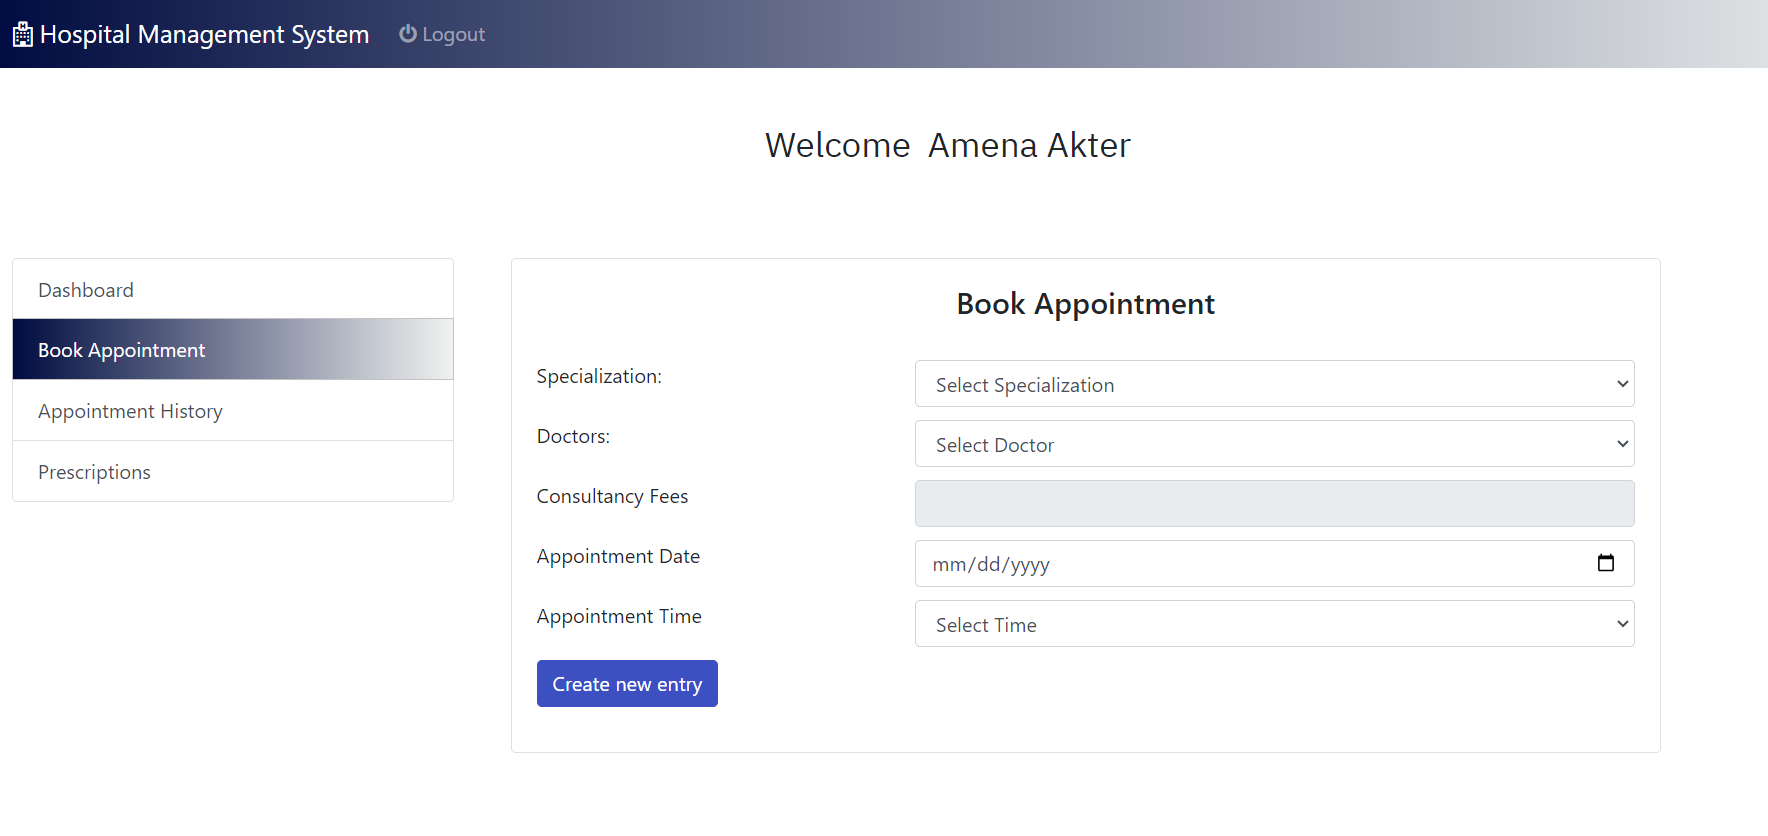 Hospital Management System Logout
Welcome Amena Akter
Dashboard
Book Appointment
Appointment History
Prescriptions
Book Appointment
Specialization: Select Specialization
Doctors: Select Doctor
Consultancy Fees
Appointment Date mm/dd/yyyy
Appointment Time Select Time
Create new entry